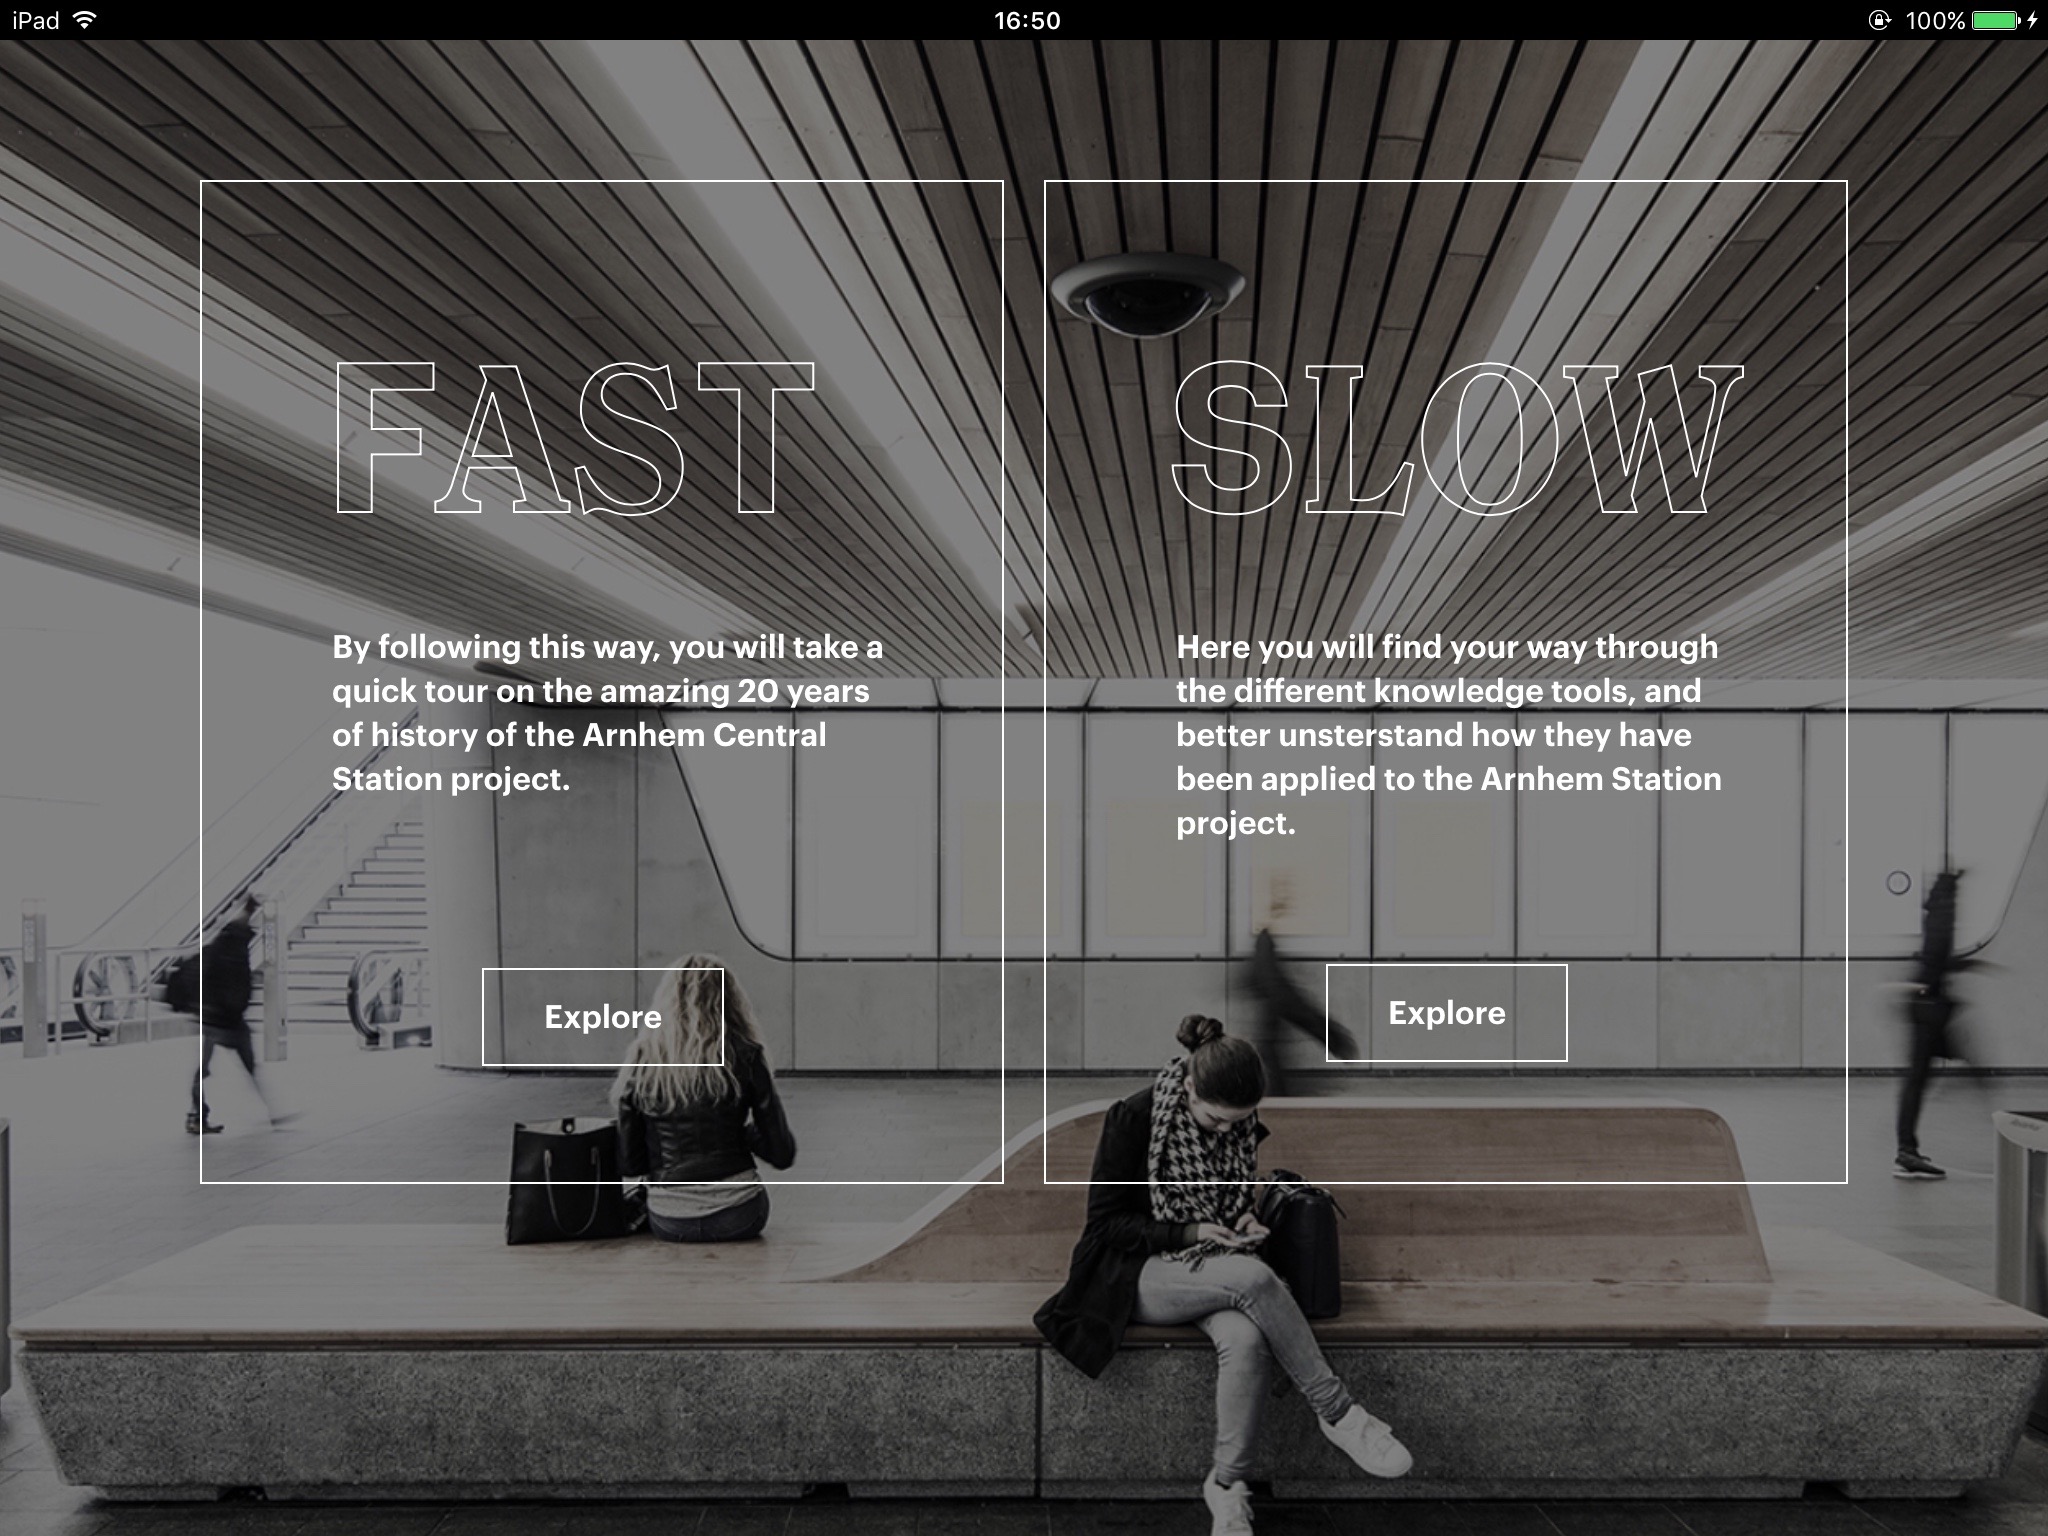 iPad 16:50 100%
FAST
By following this way, you will take a
quick tour on the amazing 20 years
of history of the Arnhem Central
Station project.
Explore
SLOW
Here you will find your way through
the different knowledge tools, and
better unsterstand how they have
been applied to the Arnhem Station
project.
Explore